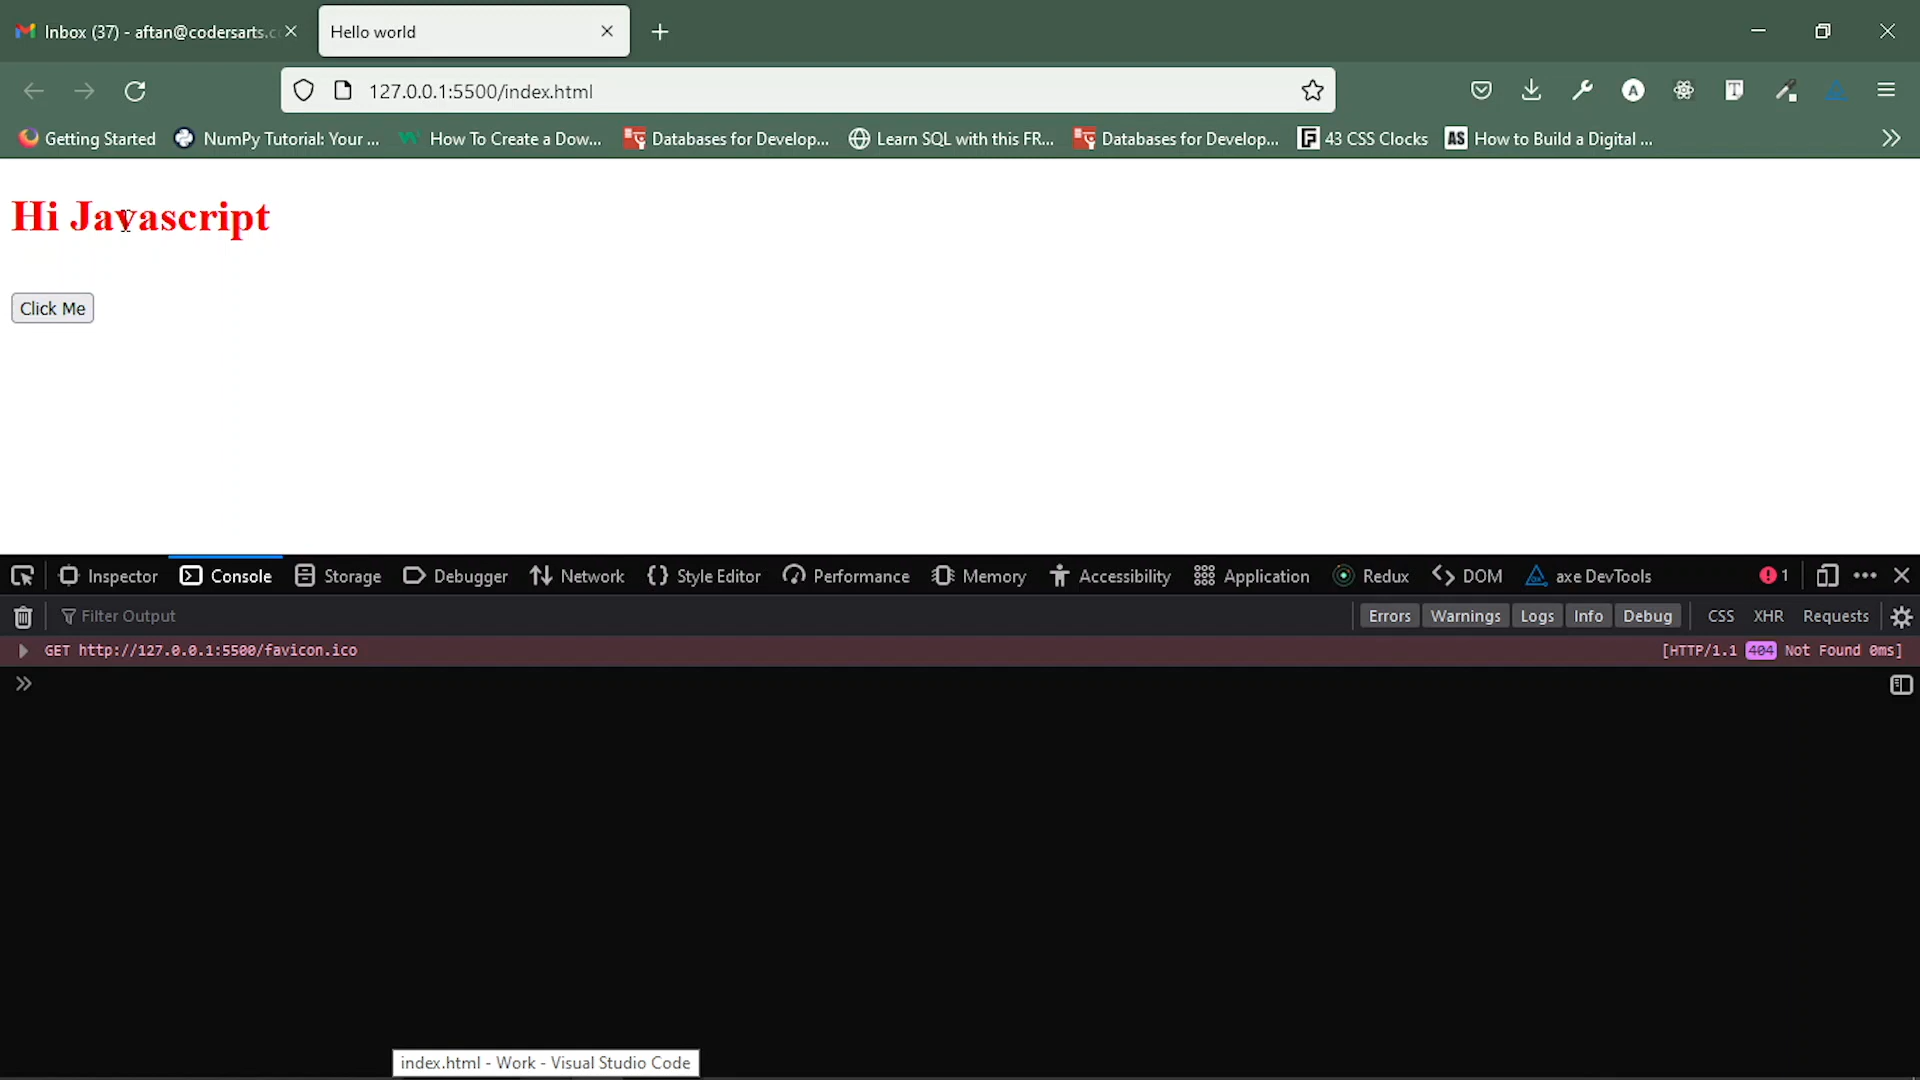 Inbox (37) - aftan@codersarts.c
Hello world
127.0.0.1:5500/index.html
Getting Started
NumPy Tutorial: Your ...
How To Create a Dow...
Databases for Develop...
Learn SQL with this FR...
Databases for Develop...
43 CSS Clocks
AS How to Build a Digital ...
Hi Javascript
Click Me
Inspector Console Storage Debugger Network Style Editor Performance Memory Accessibility Application Redux DOM axe DevTools 1
Filter Output Errors Warnings Logs Info Debug CSS XHR Requests
GET http://127.0.0.1:5500/favicon.ico [HTTP/1.1 404 Not Found 0ms]
index.html - Work - Visual Studio Code